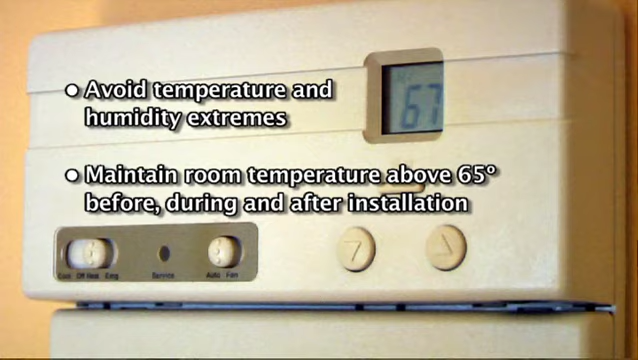 • Avoid temperature and
humidity extremes
67
• Maintain room temperature above 65º
before, during and after installation
Cool Off Heat Emg Service Auto Fan